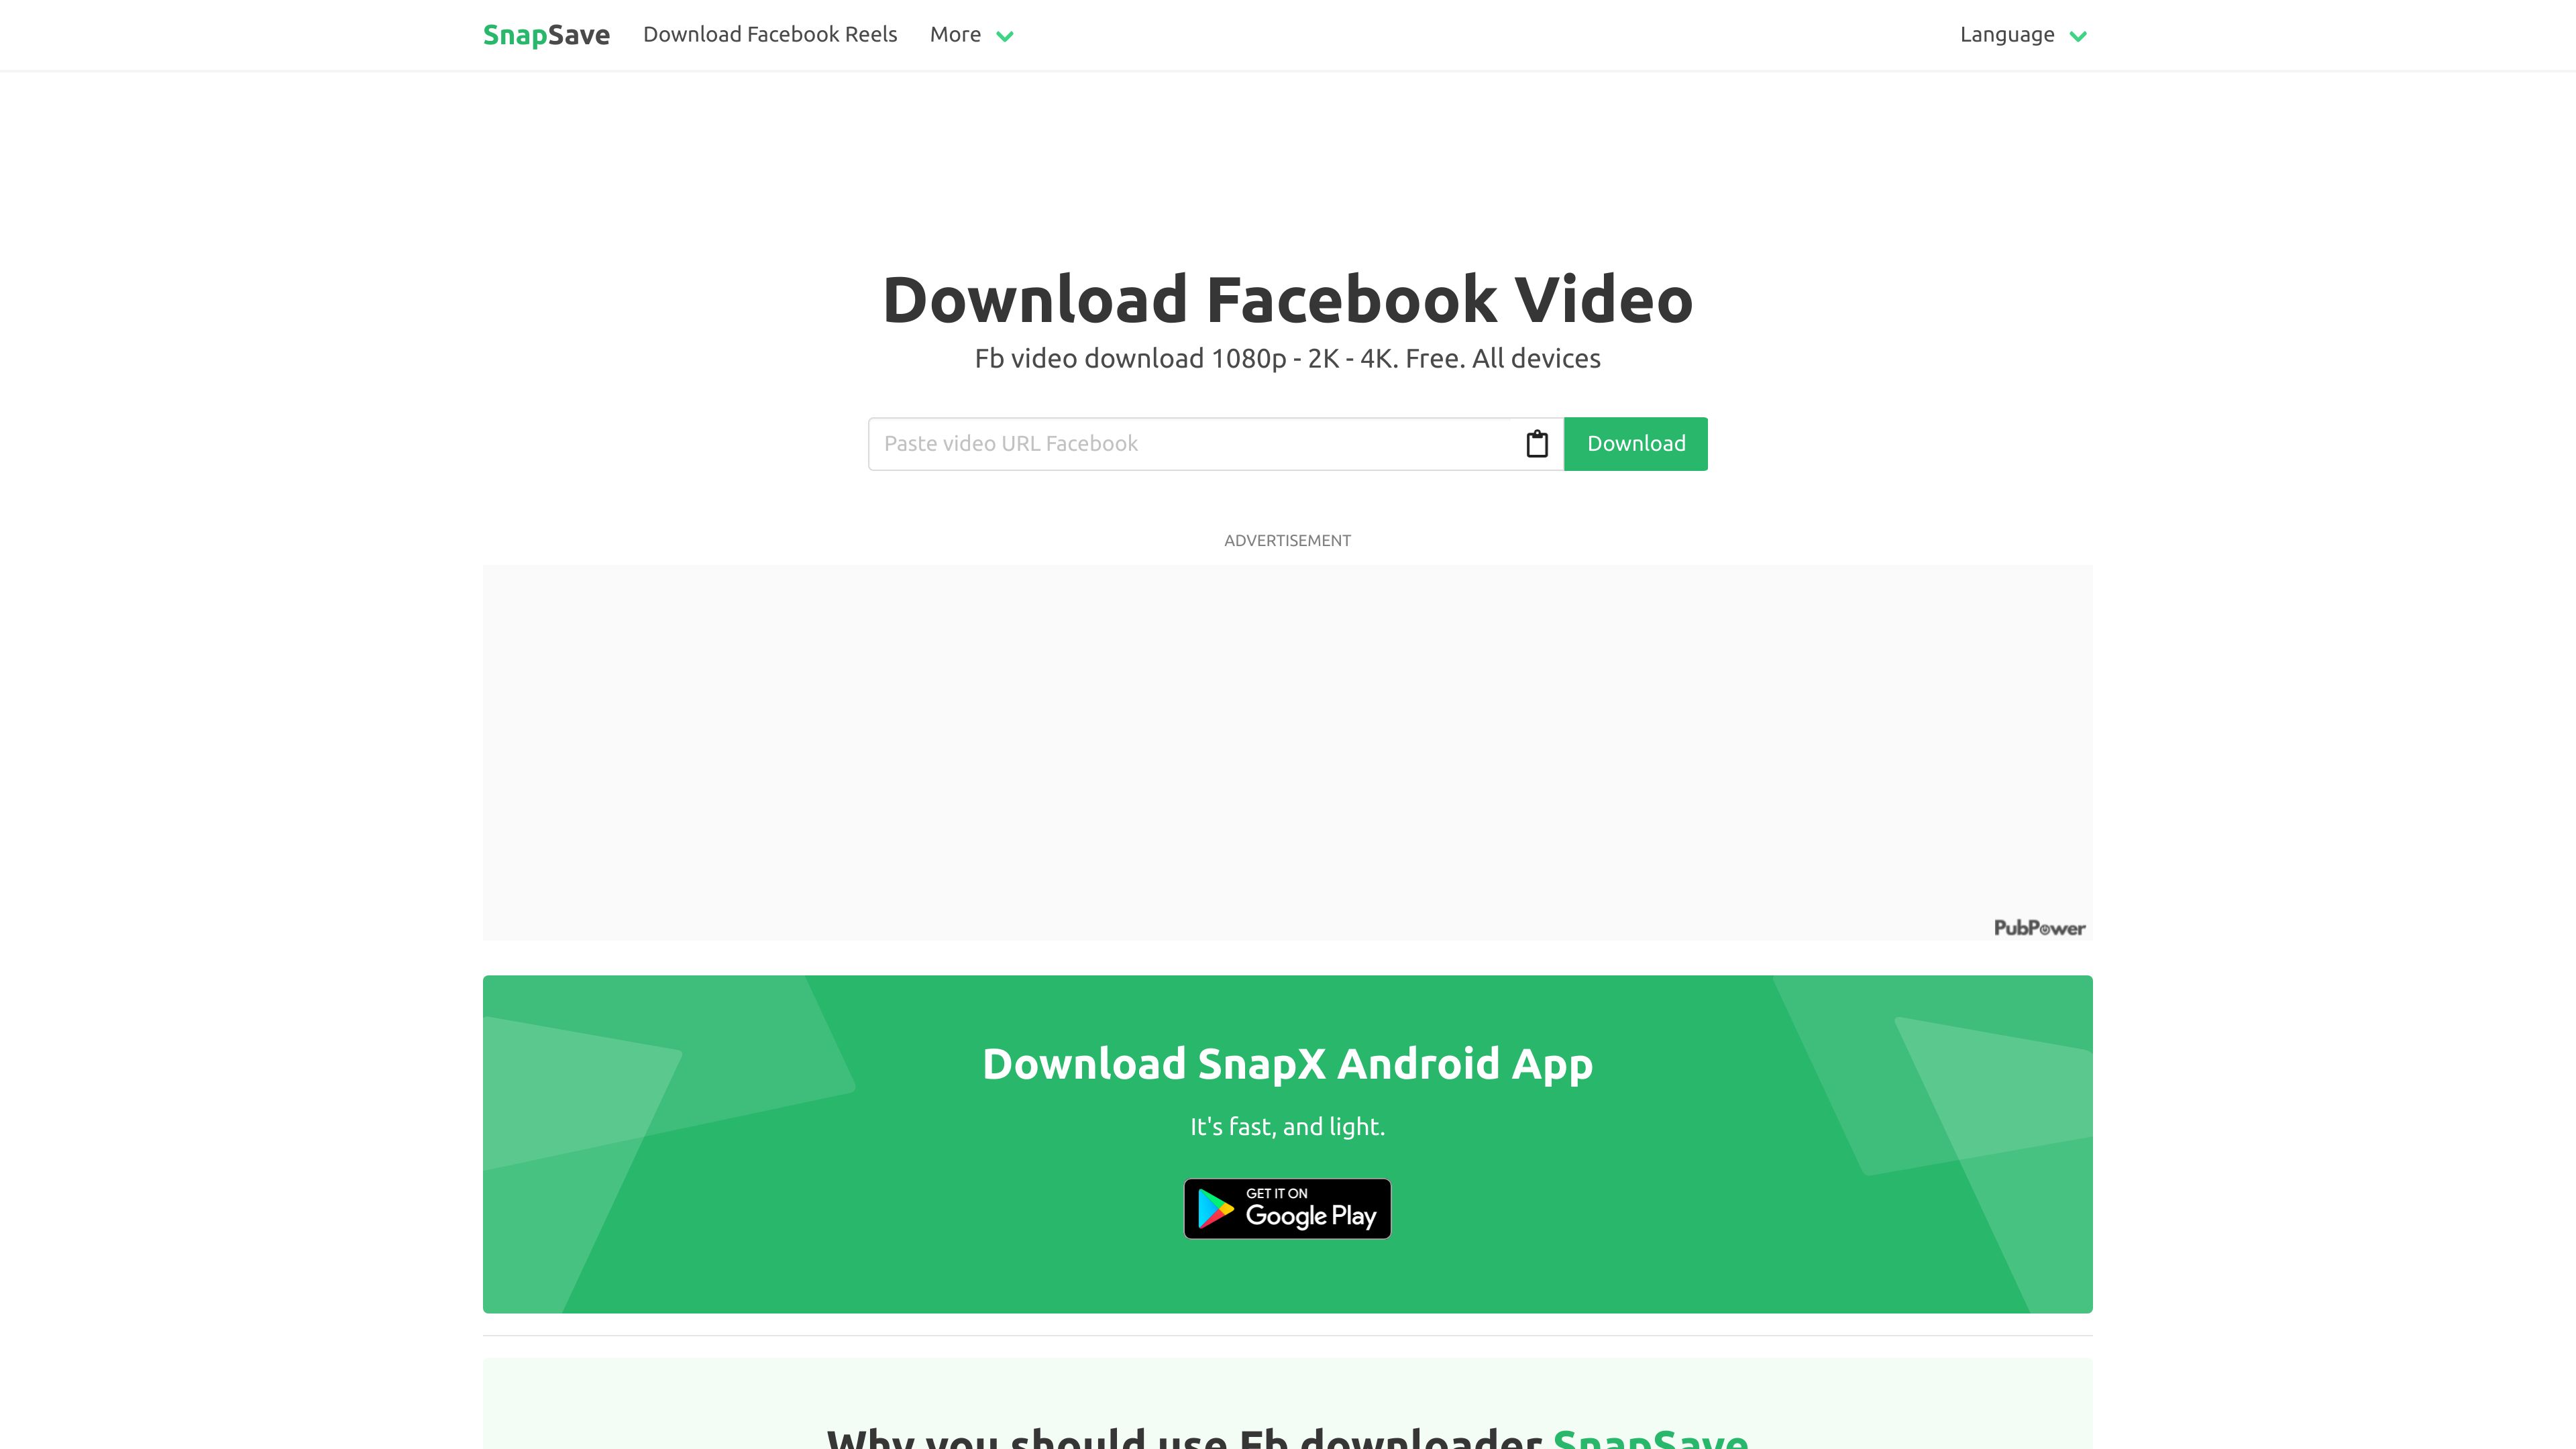 SnapSave Download Facebook Reels More Language
Download Facebook Video
Fb video download 1080p - 2K - 4K. Free. All devices
Paste video URL Facebook Download
ADVERTISEMENT
PubPower
Download SnapX Android App
It's fast, and light.
GET IT ON
Google Play
Why you should use Fb downloader SnapSave